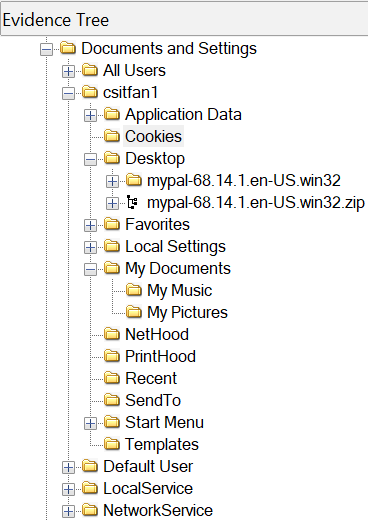 Evidence Tree
Documents and Settings
All Users
csitfan1
Application Data
Cookies
Desktop
mypal-68.14.1.en-US.win32
mypal-68.14.1.en-US.win32.zip
Favorites
Local Settings
My Documents
My Music
My Pictures
NetHood
PrintHood
Recent
SendTo
Start Menu
Templates
Default User
LocalService
NetworkService